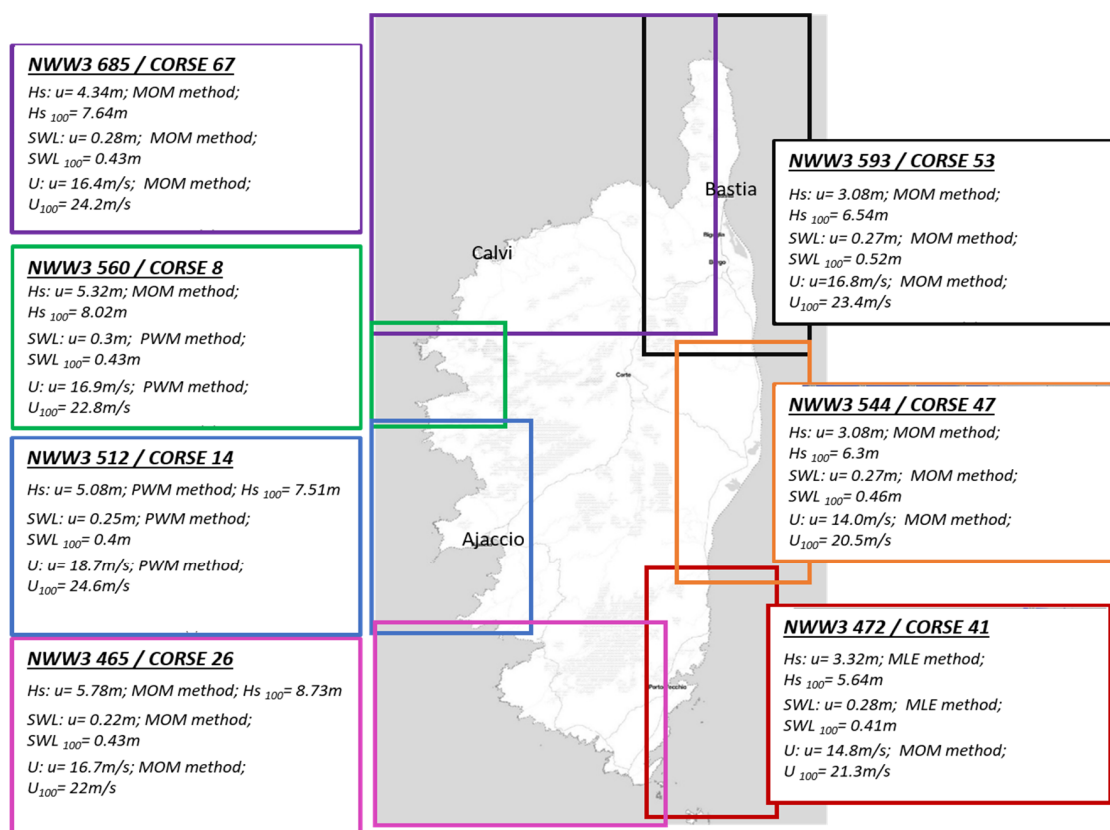 NWW3 685 / CORSE 67
Hs: u= 4.34m; MOM method;
Hs 100= 7.64m
SWL: u= 0.28m; MOM method;
SWL 100 = 0.43m
U: u= 16.4m/s; MOM method;
U100= 24.2m/s
NWW3 560 / CORSE 8
Hs: u= 5.32m; MOM method;
Hs 100= 8.02m
SWL: u= 0.3m; PWM method;
SWL 100 = 0.43m
U: u= 16.9m/s; PWM method;
U100= 22.8m/s
NWW3 512 / CORSE 14
Hs: u= 5.08m; PWM method; Hs 100= 7.51m
SWL: u= 0.25m; PWM method;
SWL 100 = 0.4m
U: u= 18.7m/s; PWM method;
U100= 24.6m/s
NWW3 465 / CORSE 26
Hs: u= 5.78m; MOM method; Hs 100= 8.73m
SWL: u= 0.22m; MOM method;
SWL 100 = 0.43m
U: u= 16.7m/s; MOM method;
U100= 22m/s
Bastia
Calvi
Borgo
Corte
Ajaccio
Porto Vecchio
NWW3 593 / CORSE 53
Hs: u= 3.08m; MOM method;
Hs 100= 6.54m
SWL: u= 0.27m; MOM method;
SWL 100 = 0.52m
U: u=16.8m/s; MOM method;
U100= 23.4m/s
NWW3 544 / CORSE 47
Hs: u= 3.08m; MOM method;
Hs 100= 6.3m
SWL: u= 0.27m; MOM method;
SWL 100 = 0.46m
U: u= 14.0m/s; MOM method;
U100= 20.5m/s
NWW3 472 / CORSE 41
Hs: u= 3.32m; MLE method;
Hs 100= 5.64m
SWL: u= 0.28m; MLE method;
SWL 100 = 0.41m
U: u= 14.8m/s; MOM method;
U 100= 21.3m/s